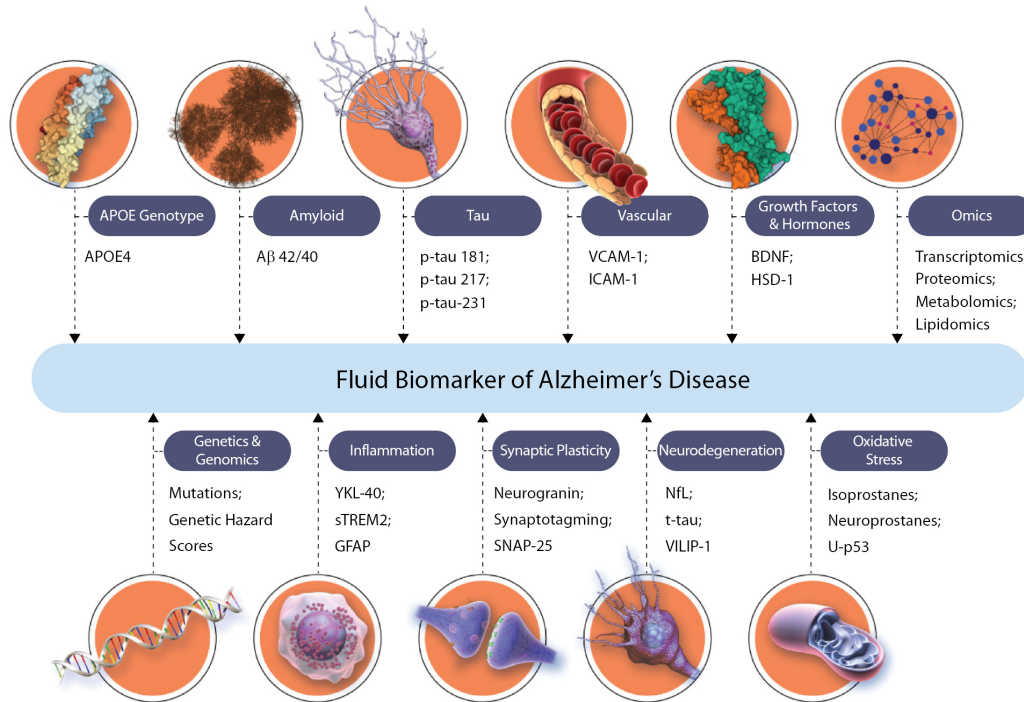 APOE Genotype
APOE4
Amyloid
Aβ 42/40
Tau
p-tau 181;
p-tau 217;
p-tau-231
Vascular
VCAM-1;
ICAM-1
Growth Factors
& Hormones
BDNF;
HSD-1
Omics
Transcriptomics
Proteomics;
Metabolomics;
Lipidomics
Fluid Biomarker of Alzheimer’s Disease
Genetics &
Genomics
Mutations;
Genetic Hazard
Scores
Inflammation
YKL-40;
sTREM2;
GFAP
Synaptic Plasticity
Neurogranin;
Synaptotagming;
SNAP-25
Neurodegeneration
NfL;
t-tau;
VILIP-1
Oxidative
Stress
Isoprostanes;
Neuroprostanes;
U-p53